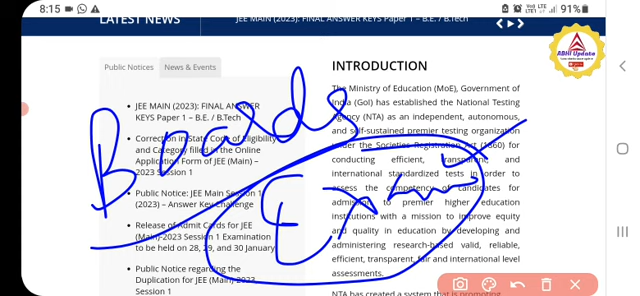 8:15
Voi) LTE
LTE1
91%
LATEST NEWS
JEE MAIN (2023): FINAL ANSWER KEYS Paper 1 – B.E. / B.Tech
ABHI Update
Public Notices
News & Events
JEE MAIN (2023): FINAL ANSWER
KEYS Paper 1 – B.E. / B.Tech
Correction in State Code of Eligibility
and Category filled in the Online
Application Form of JEE (Main) –
2023 Session 1
Public Notice: JEE Main Session 1
(2023) – Answer Key Challenge
Release of Admit Cards for JEE
(Main)-2023 Session 1 Examination
to be held on 28, 29, and 30 January
Public Notice regarding the
Duplication for JEE (Main)-2023
Session 1
Boards
Exams
INTRODUCTION
The Ministry of Education (MoE), Government of
India (GoI) has established the National Testing
Agency (NTA) as an independent, autonomous,
and self-sustained premier testing organization
under the Societies Registration Act (1860) for
conducting efficient, transparent and
international standardized tests in order to
assess the competency of candidates for
admission to premier higher education
institutions with a mission to improve equity
and quality in education by developing and
administering research-based valid, reliable,
efficient, transparent, fair and international level
assessments.
NTA has created a system that is promoting